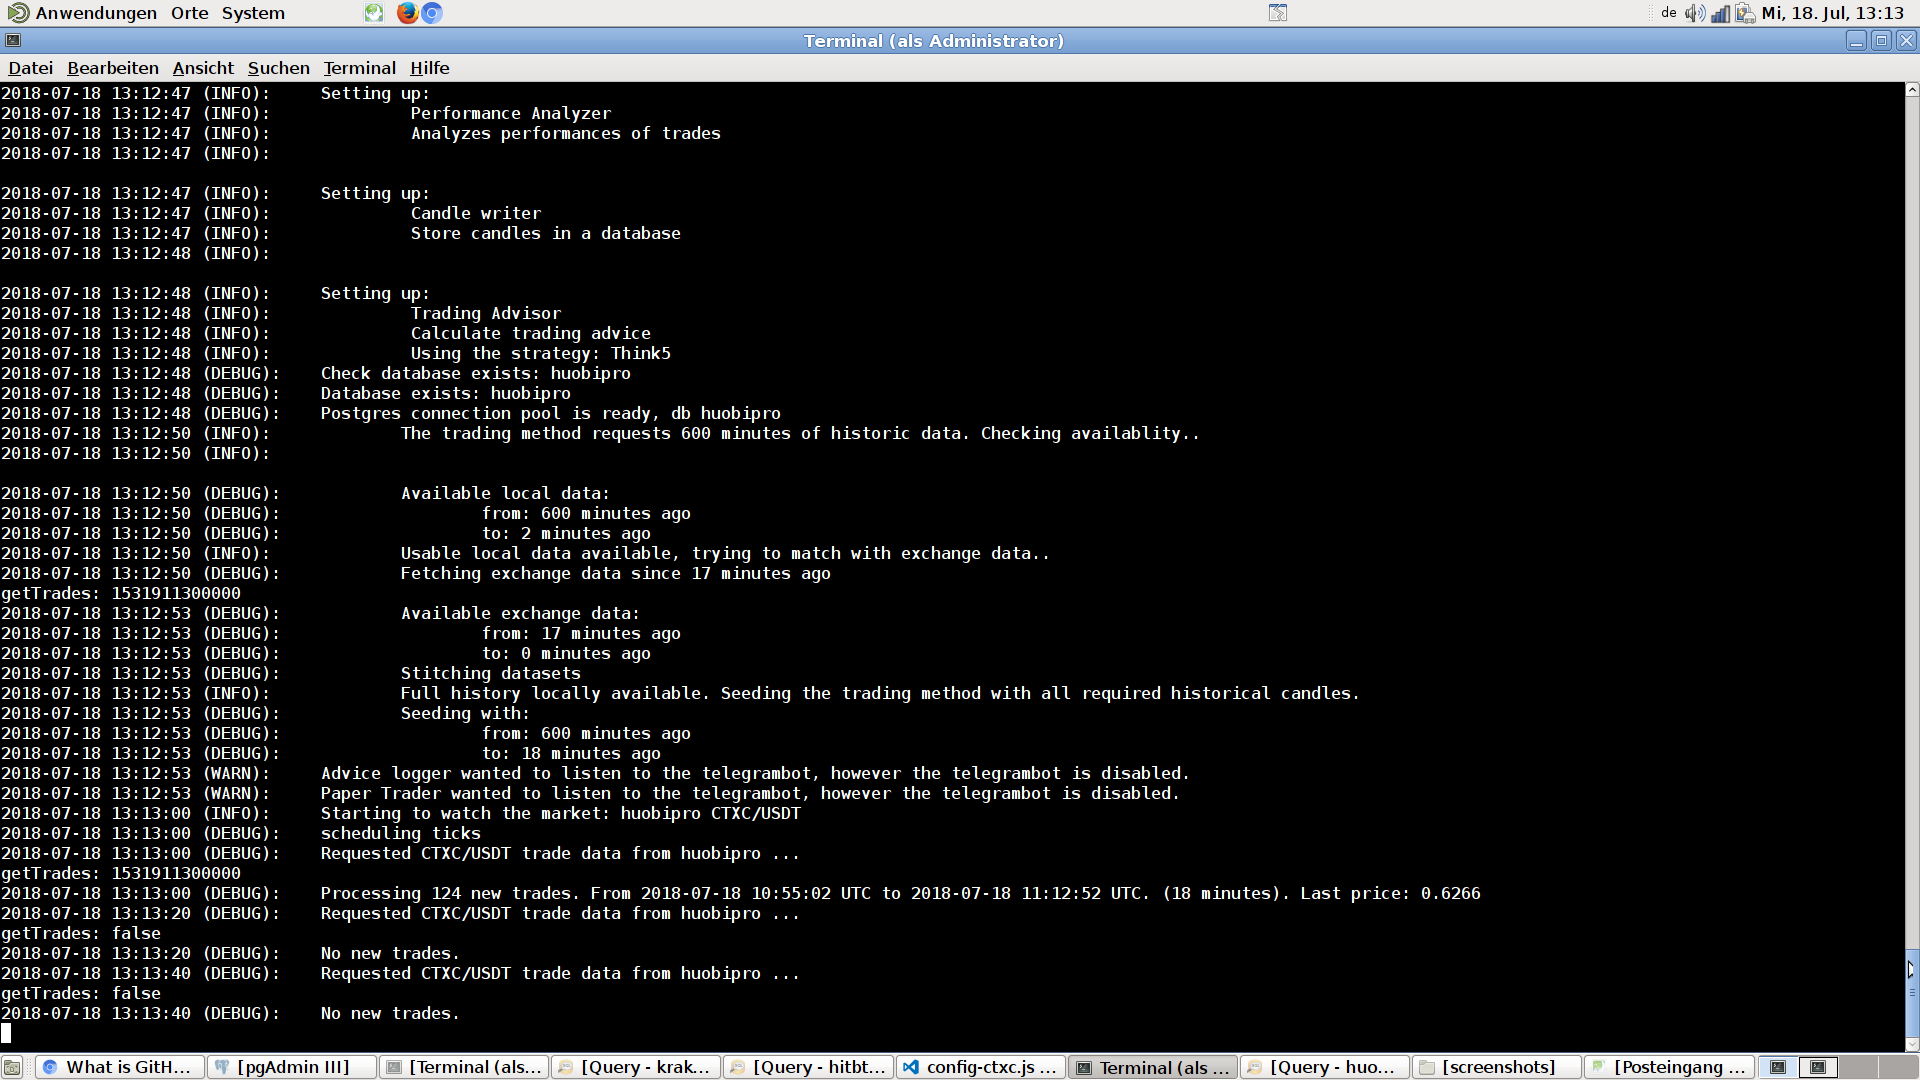 Anwendungen Orte System de Mi, 18. Jul, 13:13
Terminal (als Administrator)
Datei Bearbeiten Ansicht Suchen Terminal Hilfe
2018-07-18 13:12:47 (INFO): Setting up:
2018-07-18 13:12:47 (INFO): Performance Analyzer
2018-07-18 13:12:47 (INFO): Analyzes performances of trades
2018-07-18 13:12:47 (INFO):
2018-07-18 13:12:47 (INFO): Setting up:
2018-07-18 13:12:47 (INFO): Candle writer
2018-07-18 13:12:47 (INFO): Store candles in a database
2018-07-18 13:12:48 (INFO):
2018-07-18 13:12:48 (INFO): Setting up:
2018-07-18 13:12:48 (INFO): Trading Advisor
2018-07-18 13:12:48 (INFO): Calculate trading advice
2018-07-18 13:12:48 (INFO): Using the strategy: Think5
2018-07-18 13:12:48 (DEBUG): Check database exists: huobipro
2018-07-18 13:12:48 (DEBUG): Database exists: huobipro
2018-07-18 13:12:48 (DEBUG): Postgres connection pool is ready, db huobipro
2018-07-18 13:12:50 (INFO): The trading method requests 600 minutes of historic data. Checking availablity..
2018-07-18 13:12:50 (INFO):
2018-07-18 13:12:50 (DEBUG): Available local data:
2018-07-18 13:12:50 (DEBUG): from: 600 minutes ago
2018-07-18 13:12:50 (DEBUG): to: 2 minutes ago
2018-07-18 13:12:50 (INFO): Usable local data available, trying to match with exchange data..
2018-07-18 13:12:50 (DEBUG): Fetching exchange data since 17 minutes ago
getTrades: 1531911300000
2018-07-18 13:12:53 (DEBUG): Available exchange data:
2018-07-18 13:12:53 (DEBUG): from: 17 minutes ago
2018-07-18 13:12:53 (DEBUG): to: 0 minutes ago
2018-07-18 13:12:53 (DEBUG): Stitching datasets
2018-07-18 13:12:53 (INFO): Full history locally available. Seeding the trading method with all required historical candles.
2018-07-18 13:12:53 (DEBUG): Seeding with:
2018-07-18 13:12:53 (DEBUG): from: 600 minutes ago
2018-07-18 13:12:53 (DEBUG): to: 18 minutes ago
2018-07-18 13:12:53 (WARN): Advice logger wanted to listen to the telegrambot, however the telegrambot is disabled.
2018-07-18 13:12:53 (WARN): Paper Trader wanted to listen to the telegrambot, however the telegrambot is disabled.
2018-07-18 13:13:00 (INFO): Starting to watch the market: huobipro CTXC/USDT
2018-07-18 13:13:00 (DEBUG): scheduling ticks
2018-07-18 13:13:00 (DEBUG): Requested CTXC/USDT trade data from huobipro ...
getTrades: 1531911300000
2018-07-18 13:13:00 (DEBUG): Processing 124 new trades. From 2018-07-18 10:55:02 UTC to 2018-07-18 11:12:52 UTC. (18 minutes). Last price: 0.6266
2018-07-18 13:13:20 (DEBUG): Requested CTXC/USDT trade data from huobipro ...
getTrades: false
2018-07-18 13:13:20 (DEBUG): No new trades.
2018-07-18 13:13:40 (DEBUG): Requested CTXC/USDT trade data from huobipro ...
getTrades: false
2018-07-18 13:13:40 (DEBUG): No new trades.
What is GitH... [pgAdmin III] [Terminal (als... [Query - krak... [Query - hitbt... config-ctxc.js ... Terminal (als ... [Query - huo... [screenshots] [Posteingang ...